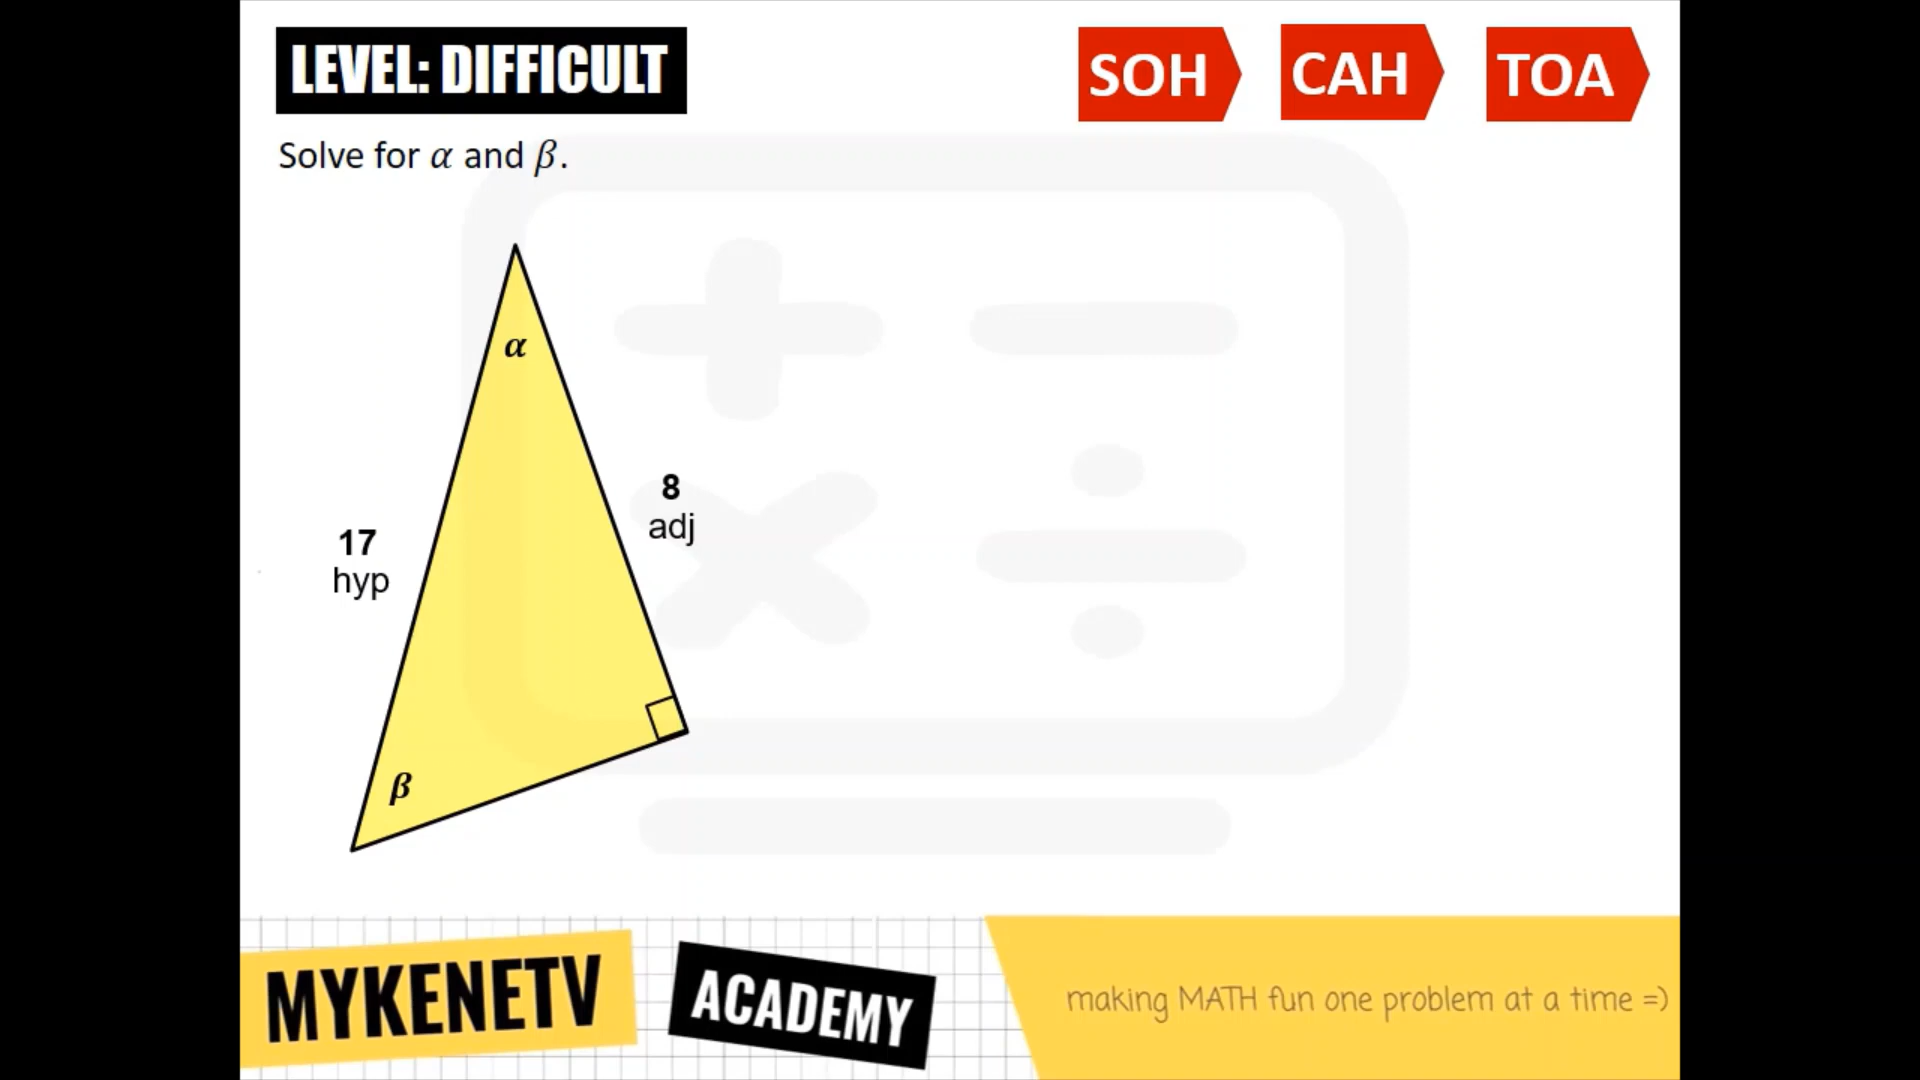 LEVEL: DIFFICULT
SOH
CAH
TOA
Solve for α and β.
α
8
adj
17
hyp
β
MYKENETV
ACADEMY
making MATH fun one problem at a time =)